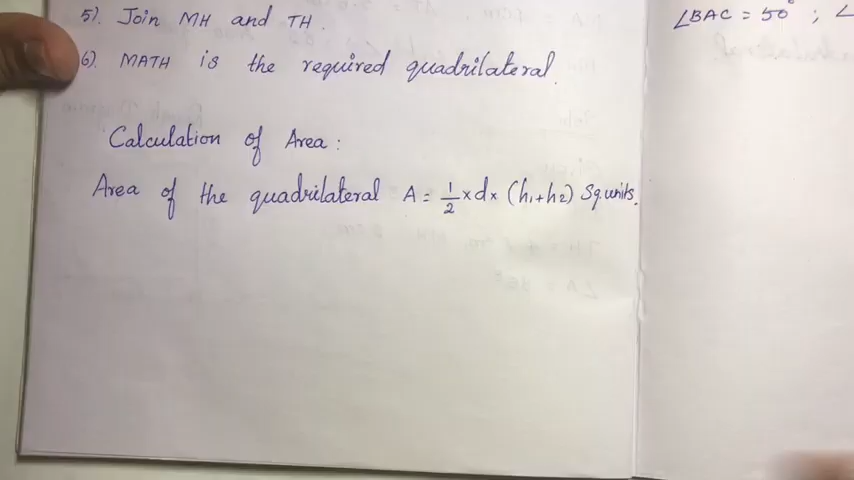 5). Join MH and TH.
6). MATH is the required quadrilateral.
Calculation of Area:
Area of the quadrilateral A = 1/2 × d × (h1+h2) Sq.units.
∠BAC = 50° ; ∠